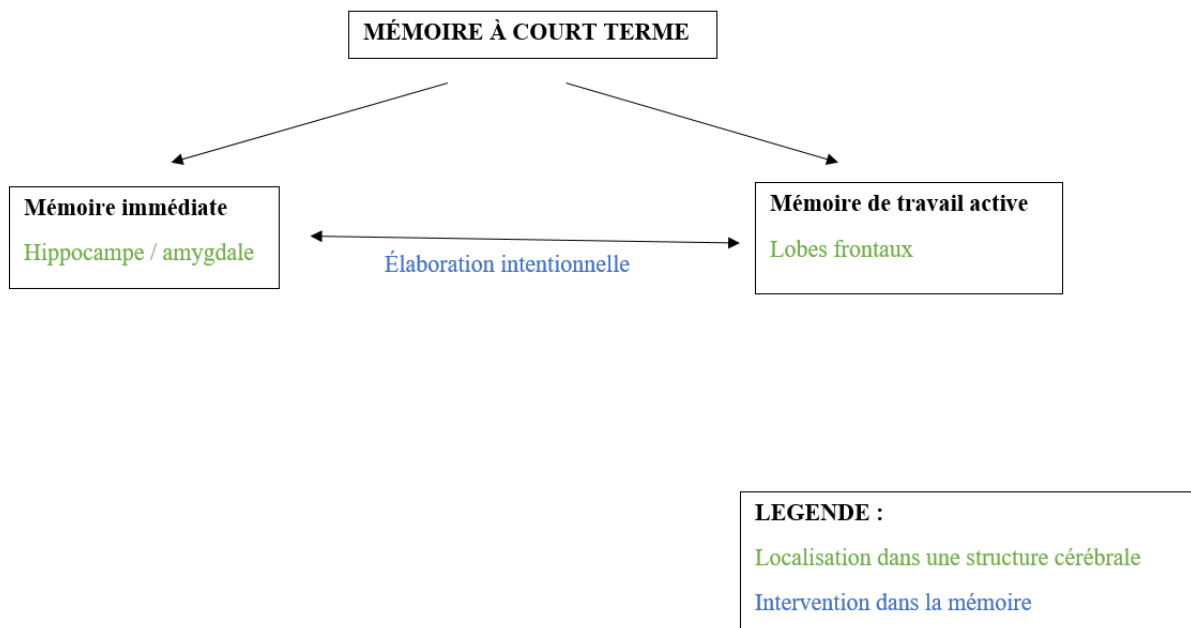 MÉMOIRE À COURT TERME
Mémoire immédiate
Hippocampe / amygdale
Élaboration intentionnelle
Mémoire de travail active
Lobes frontaux
LEGENDE :
Localisation dans une structure cérébrale
Intervention dans la mémoire